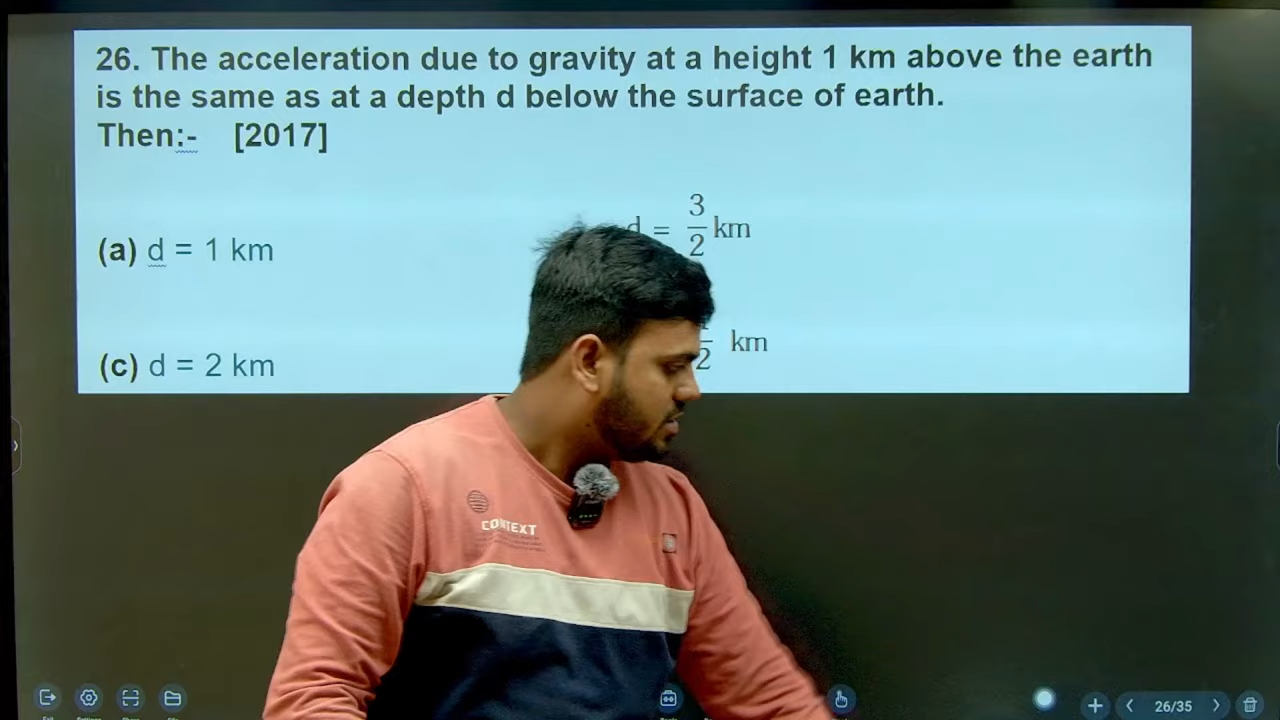 26. The acceleration due to gravity at a height 1 km above the earth
is the same as at a depth d below the surface of earth.
Then:- [2017]
(a) d = 1 km
d = 3/2 km
(c) d = 2 km
2 km
CONTEXT
26/35